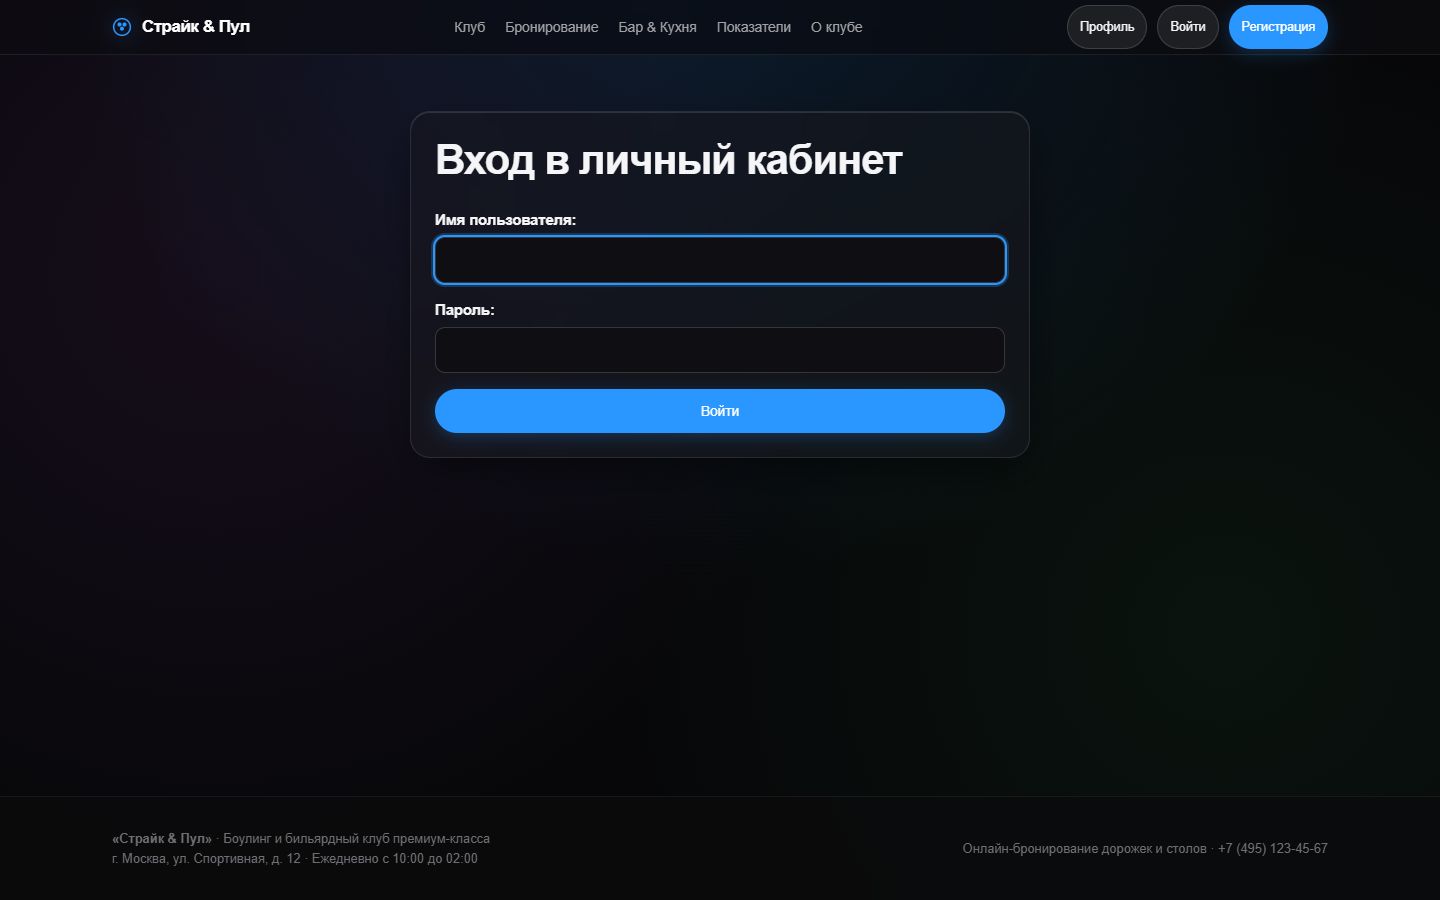 Страйк & Пул
Клуб Бронирование Бар & Кухня Показатели О клубе
Профиль Войти Регистрация
Вход в личный кабинет
Имя пользователя:
Пароль:
Войти
«Страйк & Пул» · Боулинг и бильярдный клуб премиум-класса
г. Москва, ул. Спортивная, д. 12 · Ежедневно с 10:00 до 02:00
Онлайн-бронирование дорожек и столов · +7 (495) 123-45-67